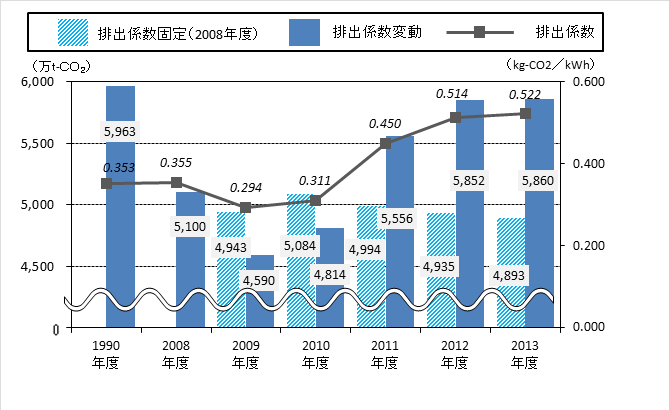 排出係数固定（2008年度） 排出係数変動 排出係数
（万t-CO₂） （kg-CO2／kWh）
6,000 0.600
5,500
5,000 0.400
4,500 0.200
0 0.000
0.353 0.355 0.294 0.311 0.450 0.514 0.522
5,963 5,100 4,943 4,590 5,084 4,814 4,994 5,556 4,935 5,852 4,893 5,860
1990 2008 2009 2010 2011 2012 2013
年度 年度 年度 年度 年度 年度 年度